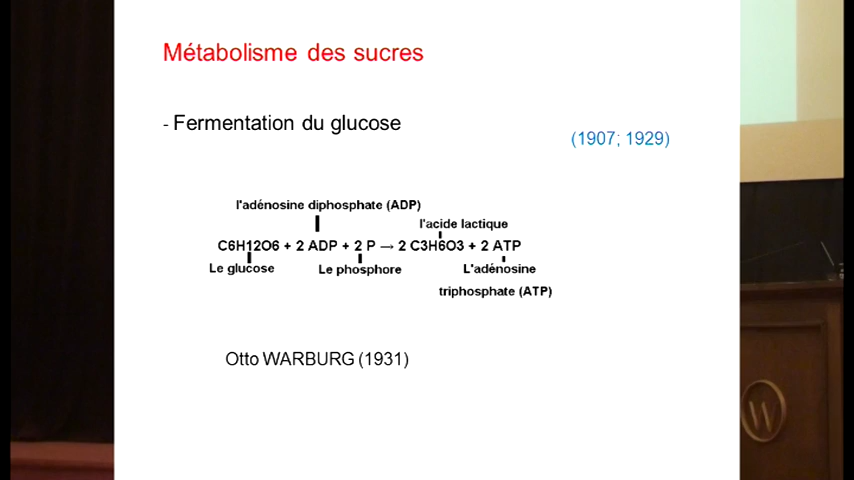 Métabolisme des sucres
- Fermentation du glucose
(1907; 1929)
l'adénosine diphosphate (ADP)
l'acide lactique
C6H12O6 + 2 ADP + 2 P → 2 C3H6O3 + 2 ATP
Le glucose
Le phosphore
L'adénosine
triphosphate (ATP)
Otto WARBURG (1931)
W